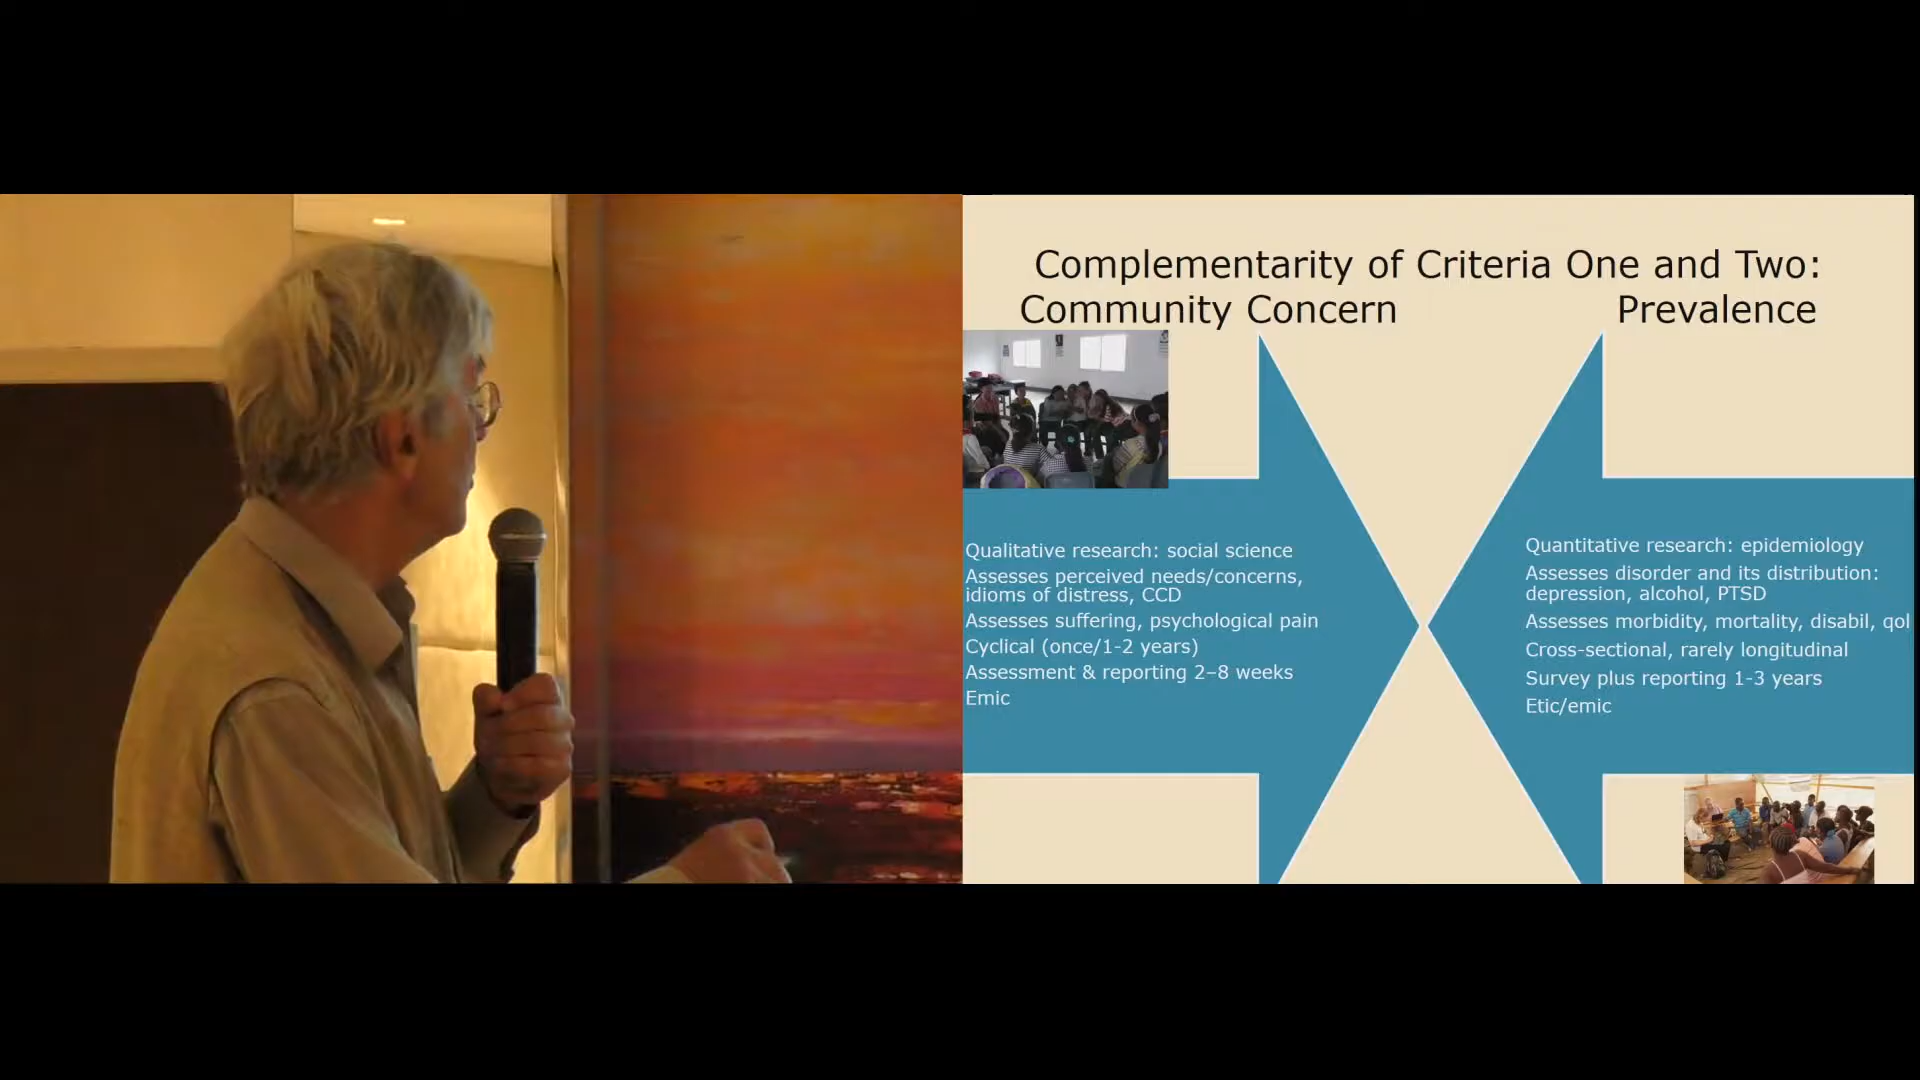 Complementarity of Criteria One and Two:
Community Concern Prevalence
Qualitative research: social science
Assesses perceived needs/concerns,
idioms of distress, CCD
Assesses suffering, psychological pain
Cyclical (once/1-2 years)
Assessment & reporting 2–8 weeks
Emic
Quantitative research: epidemiology
Assesses disorder and its distribution:
depression, alcohol, PTSD
Assesses morbidity, mortality, disabil, qol
Cross-sectional, rarely longitudinal
Survey plus reporting 1-3 years
Etic/emic